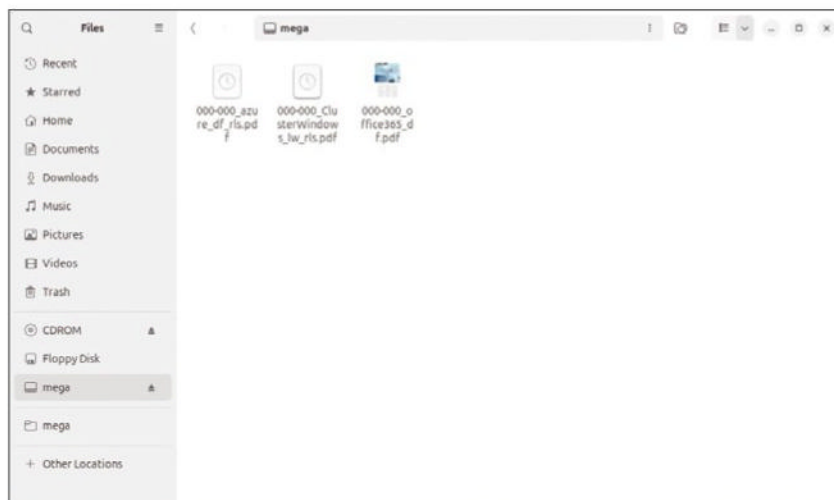 Files
mega
Recent
Starred
Home
Documents
Downloads
Music
Pictures
Videos
Trash
CDROM
Floppy Disk
mega
mega
+ Other Locations
000-000_azu
re_df_rls.pd
f
000-000_Clu
sterWindow
s_lw_rls.pdf
000-000_o
ffice365_d
f.pdf